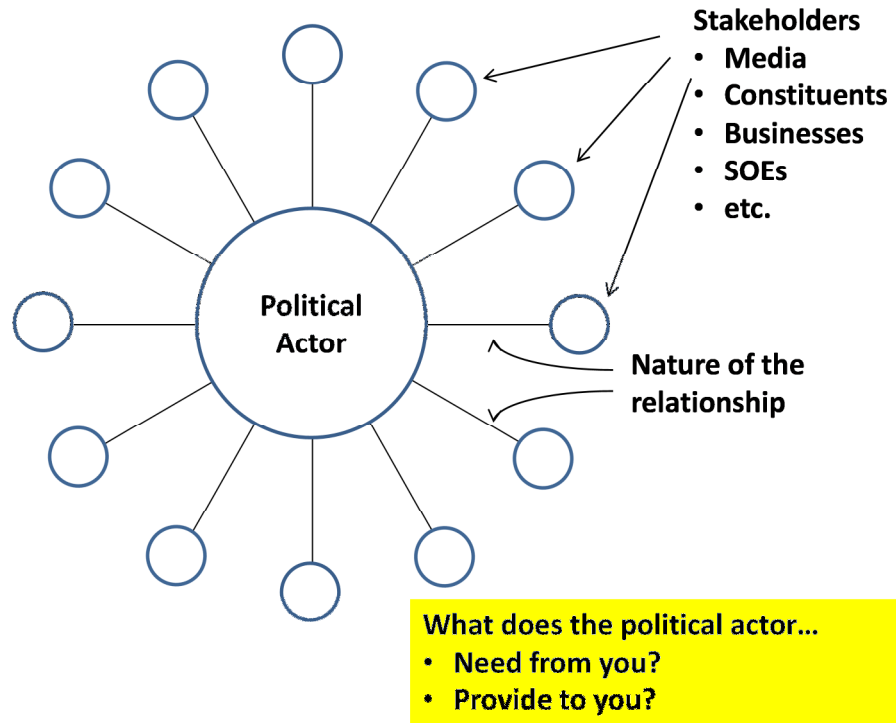 Stakeholders
• Media
• Constituents
• Businesses
• SOEs
• etc.
Political
Actor
Nature of the
relationship
What does the political actor...
• Need from you?
• Provide to you?